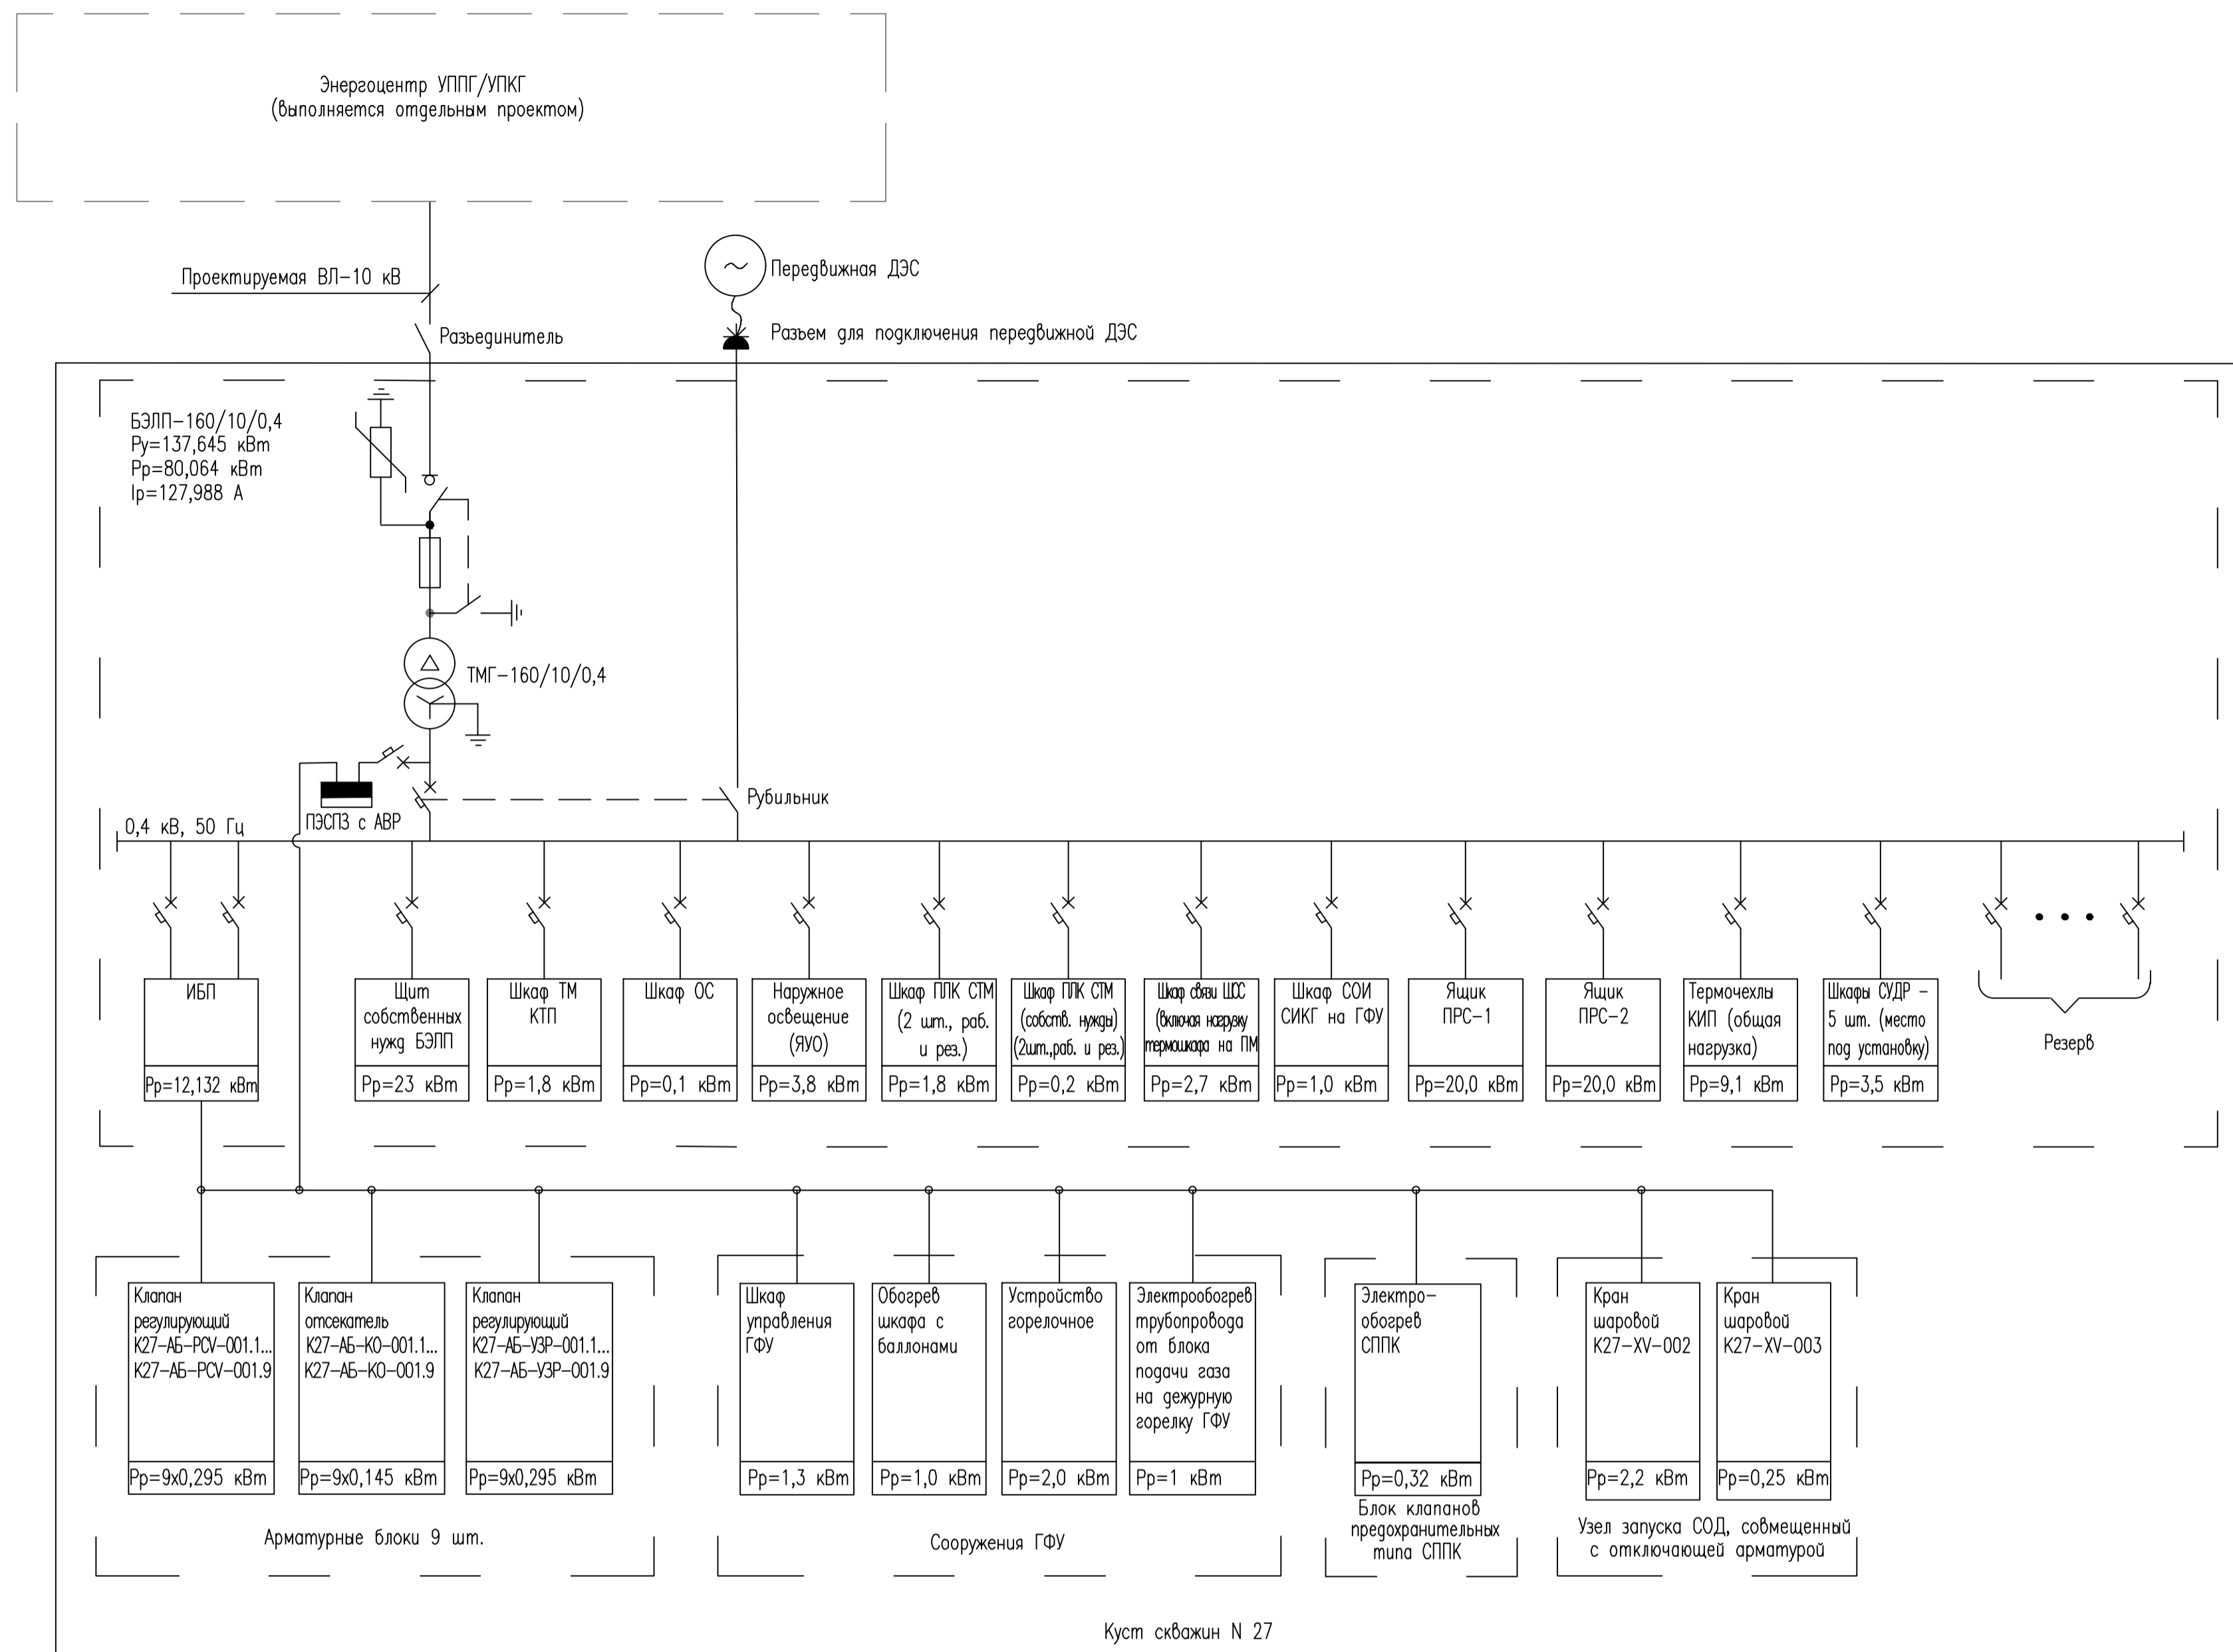 Энергоцентр УППГ/УПКГ
(выполняется отдельным проектом)
Проектируемая ВЛ-10 кВ
Передвижная ДЭС
Разъединитель
Разъем для подключения передвижной ДЭС
БЭЛП-160/10/0,4
Ру=137,645 кВт
Рр=80,064 кВт
Iр=127,988 А
ТМГ-160/10/0,4
Рубильник
ПЭСПЗ с АВР
0,4 кВ, 50 Гц
ИБП
Рр=12,132 кВт
Щит
собственных
нужд БЭЛП
Рр=23 кВт
Шкаф ТМ
КТП
Рр=1,8 кВт
Шкаф ОС
Рр=0,1 кВт
Наружное
освещение
(ЯУО)
Рр=3,8 кВт
Шкаф ПЛК СТМ
(2 шт., раб.
и рез.)
Рр=1,8 кВт
Шкаф ПЛК СТМ
(собств. нужды)
(2шт.,раб. и рез.)
Рр=0,2 кВт
Шкаф связи ШСС
(включая нагрузку
термошкафа на ПМ
Рр=2,7 кВт
Шкаф СОИ
СИКГ на ГФУ
Рр=1,0 кВт
Ящик
ПРС-1
Рр=20,0 кВт
Ящик
ПРС-2
Рр=20,0 кВт
Термочехлы
КИП (общая
нагрузка)
Рр=9,1 кВт
Шкафы СУДР -
5 шт. (место
под установку)
Рр=3,5 кВт
Резерв
Клапан
регулирующий
К27-АБ-РСV-001.1...
К27-АБ-РСV-001.9
Рр=9х0,295 кВт
Клапан
отсекатель
К27-АБ-КО-001.1...
К27-АБ-КО-001.9
Рр=9х0,145 кВт
Клапан
регулирующий
К27-АБ-УЗР-001.1...
К27-АБ-УЗР-001.9
Рр=9х0,295 кВт
Арматурные блоки 9 шт.
Шкаф
управления
ГФУ
Рр=1,3 кВт
Обогрев
шкафа с
баллонами
Рр=1,0 кВт
Устройство
горелочное
Рр=2,0 кВт
Электрообогрев
трубопровода
от блока
подачи газа
на дежурную
горелку ГФУ
Рр=1 кВт
Сооружения ГФУ
Электро-
обогрев
СППК
Рр=0,32 кВт
Блок клапанов
предохранительных
типа СППК
Кран
шаровой
К27-XV-002
Рр=2,2 кВт
Кран
шаровой
К27-XV-003
Рр=0,25 кВт
Узел запуска СОД, совмещенный
с отключающей арматурой
Куст скважин N 27